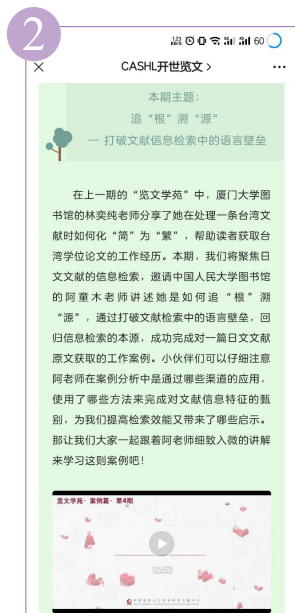 2
123 KB/S 5G 60
CASHL开世览文 >
本期主题：
追“根”溯“源”
--- 打破文献信息检索中的语言壁垒
在上一期的“览文学苑”中，厦门大学图
书馆的林奕纯老师分享了她在处理一条台湾文
献时如何化“简”为“繁”，帮助读者获取台
湾学位论文的工作经历。本期，我们将聚焦日
文文献的信息检索，邀请中国人民大学图书馆
的阿童木老师讲述她是如何追“根”溯
“源”，通过打破文献检索中的语言壁垒，回
归信息检索的本源，成功完成对一篇日文文献
原文获取的工作案例。小伙伴们可以仔细注意
阿老师在案例分析中是通过哪些渠道的应用，
使用了哪些方法来完成对文献信息特征的甄
别，为我们提高检索效能又带来了哪些启示。
那让我们大家一起跟着阿老师细致入微的讲解
来学习这则案例吧！
览文学苑·案例篇·第4期
10:53